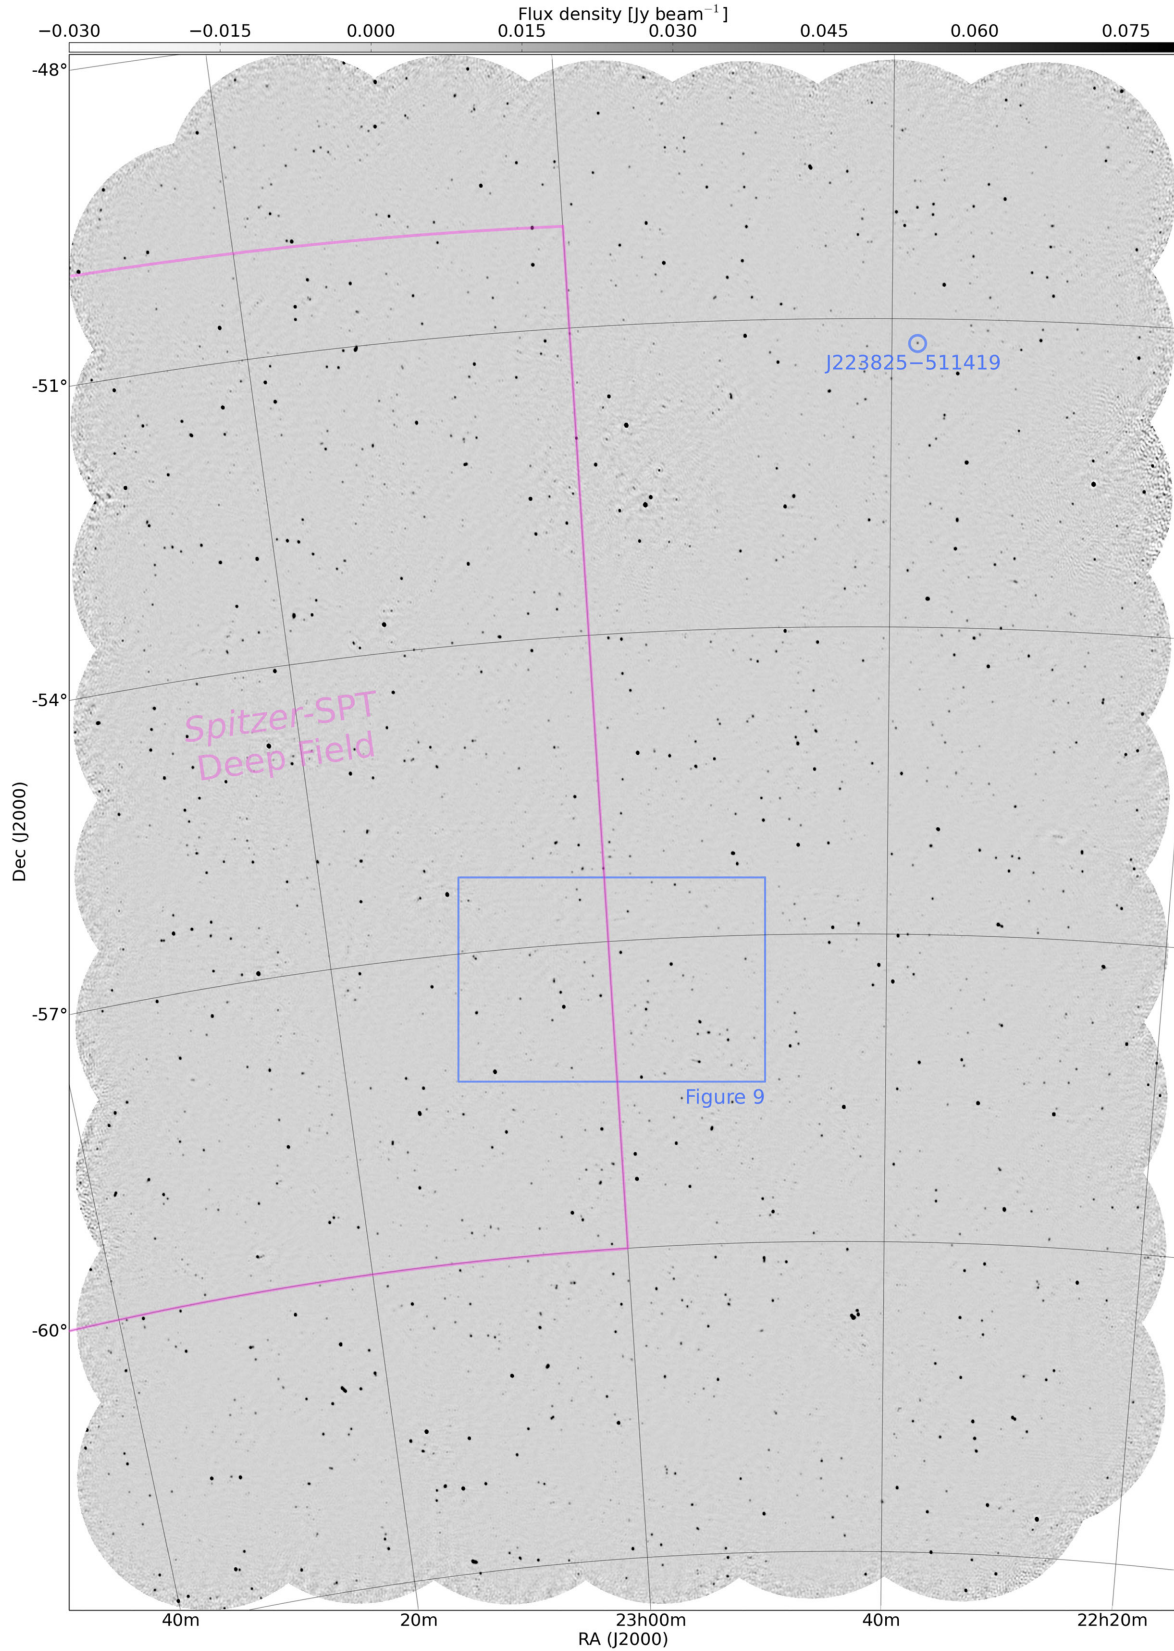 Flux density [Jy beam⁻¹]
−0.030 −0.015 0.000 0.015 0.030 0.045 0.060 0.075
-48°
J223825−511419
-51°
-54°
Spitzer-SPT
Deep Field
Dec (J2000)
-57°
Figure 9
-60°
40m 20m 23h00m 40m 22h20m
RA (J2000)